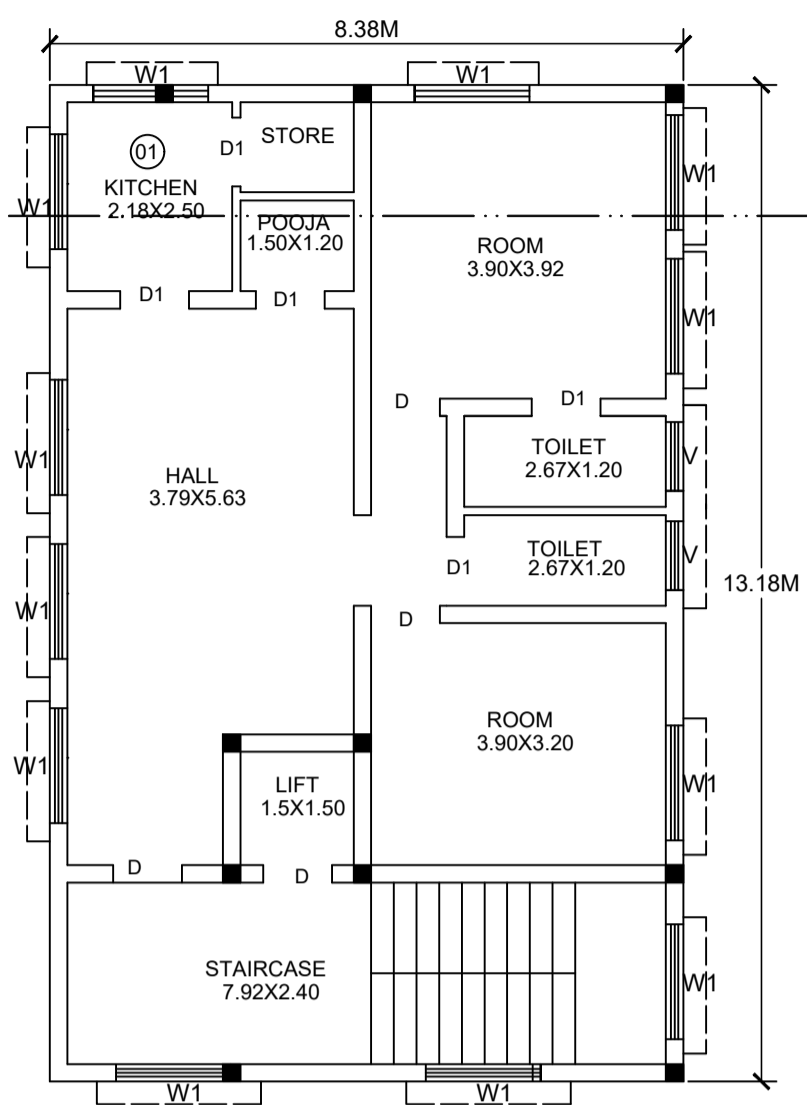 8.38M
W1
W1
STORE
D1
01
KITCHEN
2.18X2.50
W1
W1
POOJA
1.50X1.20
ROOM
3.90X3.92
D1
D1
W1
D
D1
HALL
3.79X5.63
W1
TOILET
2.67X1.20
V
TOILET
2.67X1.20
D1
V
13.18M
W1
D
ROOM
3.90X3.20
LIFT
1.5X1.50
W1
W1
D
D
STAIRCASE
7.92X2.40
W1
W1
W1